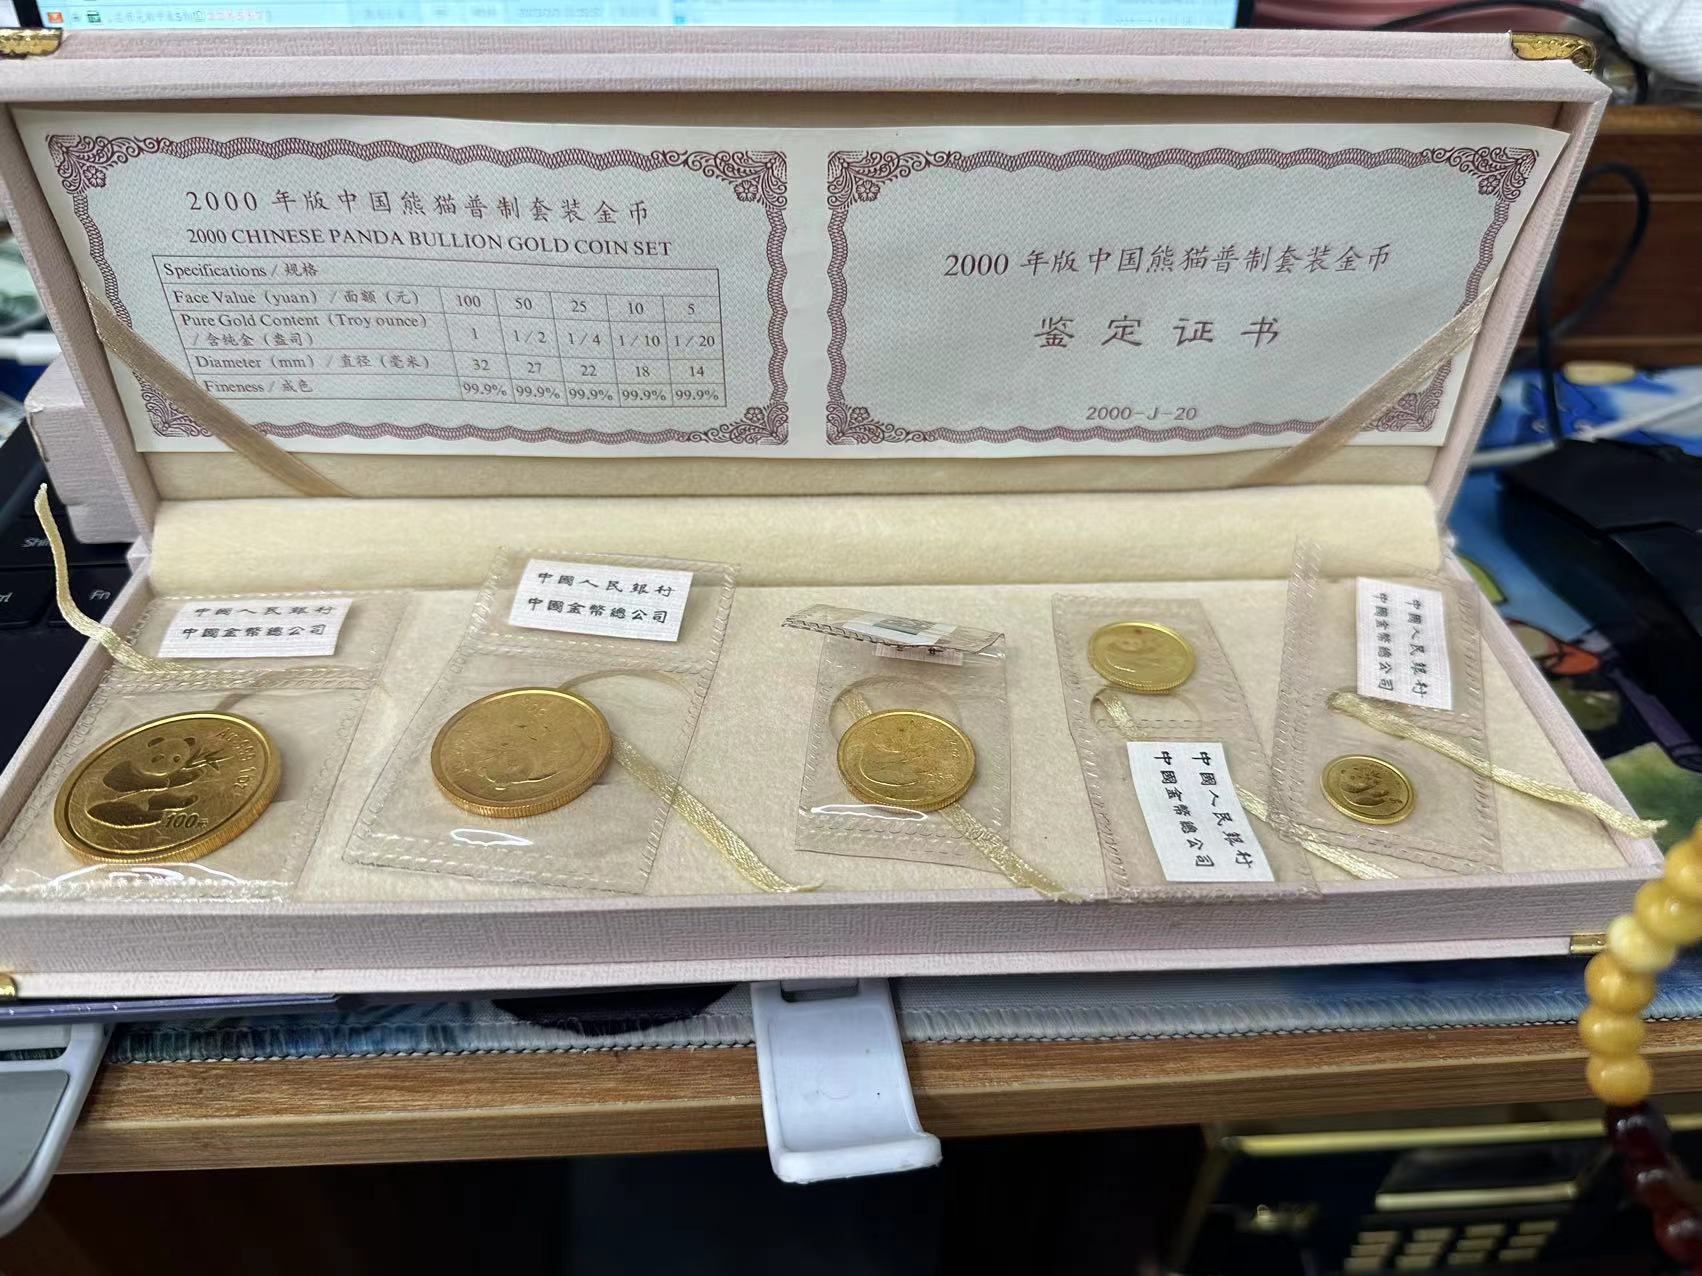 2000 年版中国熊猫普制套装金币
2000 CHINESE PANDA BULLION GOLD COIN SET
Specifications / 规格
Face Value (yuan) / 面额 (元) 100 50 25 10 5
Pure Gold Content (Troy ounce) / 含纯金 (盎司) 1 1/2 1/4 1/10 1/20
Diameter (mm) / 直径 (毫米) 32 27 22 18 14
Fineness / 成色 99.9% 99.9% 99.9% 99.9% 99.9%
2000 年版中国熊猫普制套装金币
鉴定证书
2000-J-20
中國人民銀行
中國金幣總公司
中國人民銀行
中國金幣總公司
中國人民銀行
中國金幣總公司
中國人民銀行
中國金幣總公司
100元
Fn